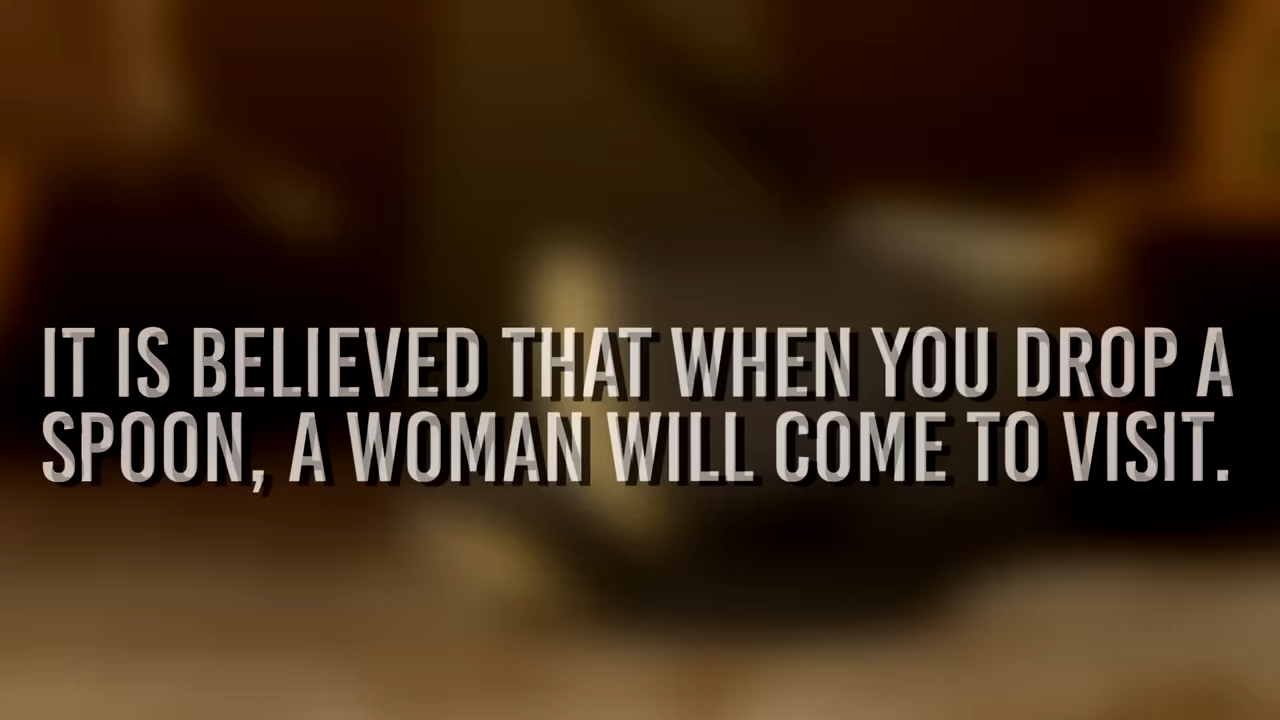 IT IS BELIEVED THAT WHEN YOU DROP A
SPOON, A WOMAN WILL COME TO VISIT.